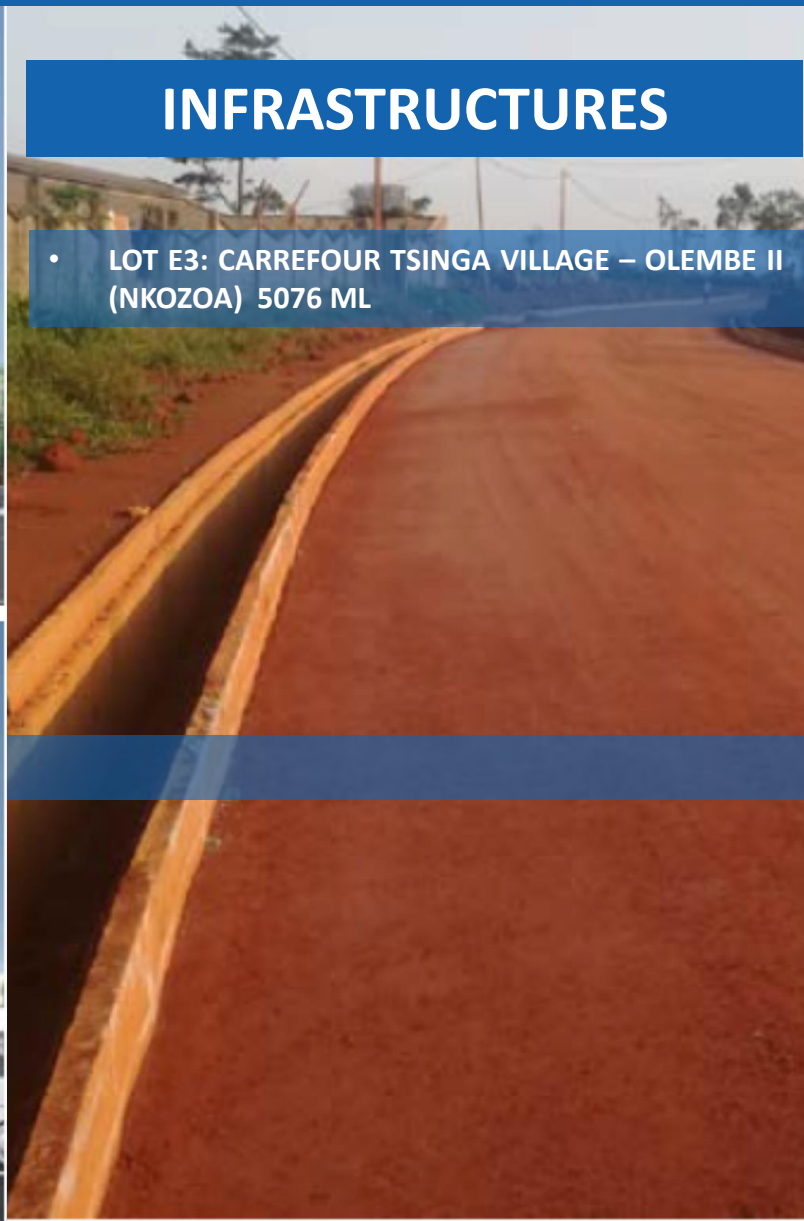 INFRASTRUCTURES
• LOT E3: CARREFOUR TSINGA VILLAGE – OLEMBE II
(NKOZOA) 5076 ML